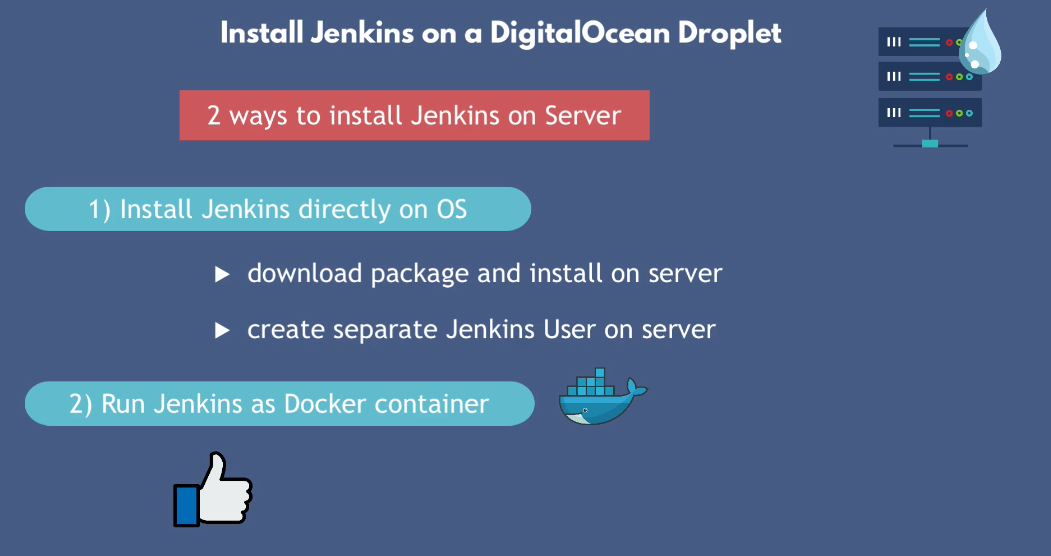 Install Jenkins on a DigitalOcean Droplet
2 ways to install Jenkins on Server
1) Install Jenkins directly on OS
▶ download package and install on server
▶ create separate Jenkins User on server
2) Run Jenkins as Docker container